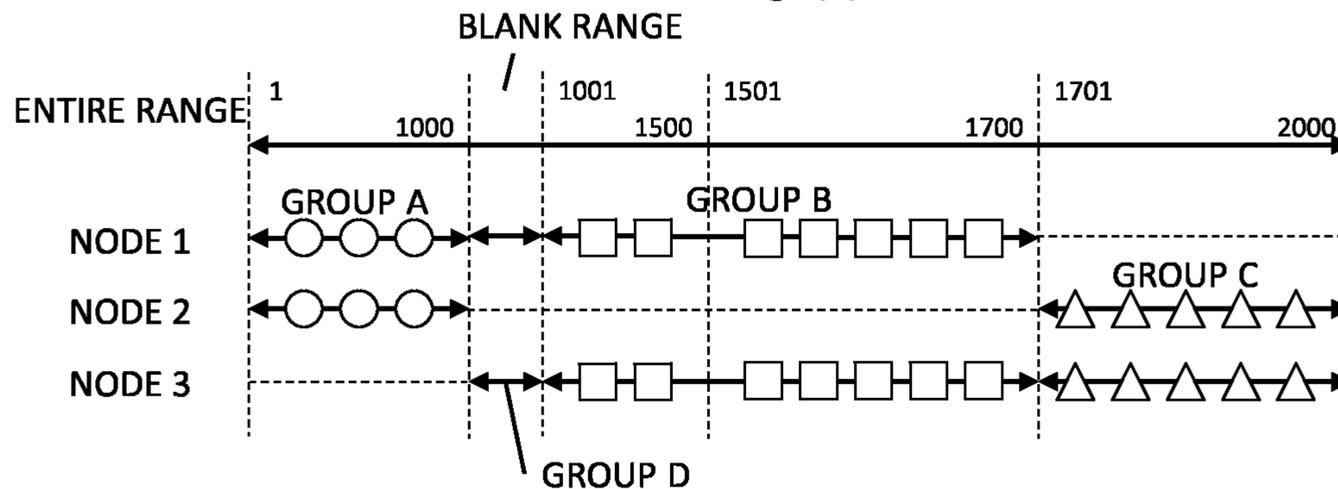 BLANK RANGE
ENTIRE RANGE
1
1000
1001
1500
1501
1700
1701
2000
GROUP A
GROUP B
NODE 1
GROUP C
NODE 2
NODE 3
GROUP D